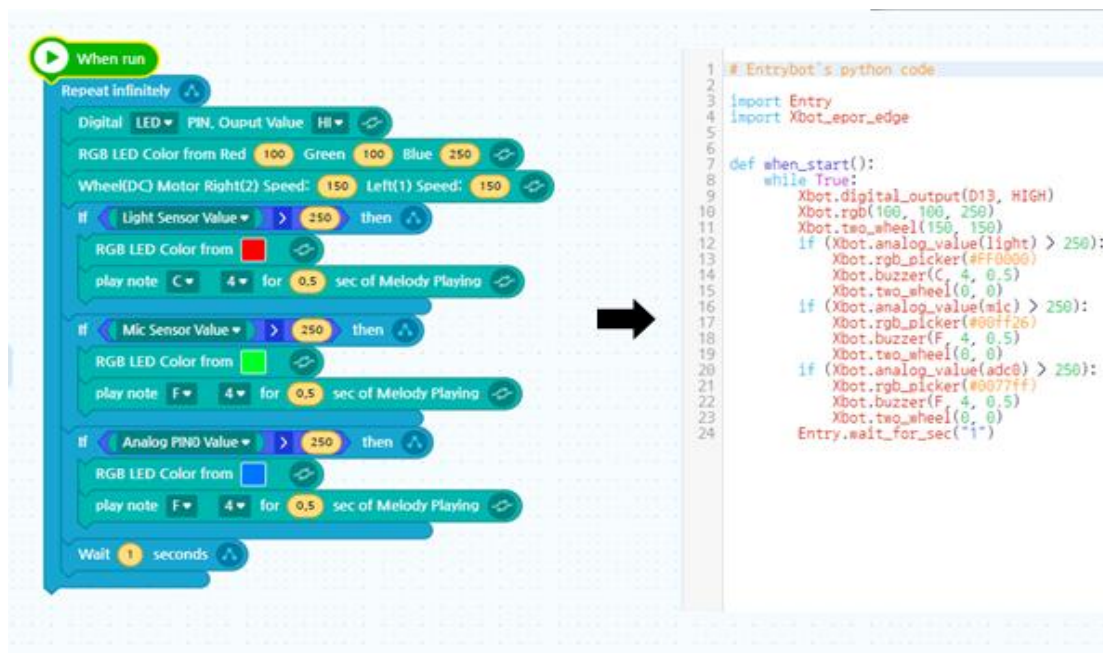 When run
Repeat infinitely
Digital LED PIN, Ouput Value HI
RGB LED Color from Red 100 Green 100 Blue 250
Wheel(DC) Motor Right(2) Speed: 150 Left(1) Speed: 150
If Light Sensor Value > 250 then
RGB LED Color from
play note C 4 for 0,5 sec of Melody Playing
If Mic Sensor Value > 250 then
RGB LED Color from
play note F 4 for 0,5 sec of Melody Playing
If Analog PIN0 Value > 250 then
RGB LED Color from
play note F 4 for 0,5 sec of Melody Playing
Wait 1 seconds
1 # Entrybot's python code
2
3 import Entry
4 import Xbot_epor_edge
5
6
7 def when_start():
8 while True:
9 Xbot.digital_output(D13, HIGH)
10 Xbot.rgb(100, 100, 250)
11 Xbot.two_wheel(150, 150)
12 if (Xbot.analog_value(light) > 250):
13 Xbot.rgb_picker(#FF0000)
14 Xbot.buzzer(C, 4, 0.5)
15 Xbot.two_wheel(0, 0)
16 if (Xbot.analog_value(mic) > 250):
17 Xbot.rgb_picker(#00ff26)
18 Xbot.buzzer(F, 4, 0.5)
19 Xbot.two_wheel(0, 0)
20 if (Xbot.analog_value(adc0) > 250):
21 Xbot.rgb_picker(#0077ff)
22 Xbot.buzzer(F, 4, 0.5)
23 Xbot.two_wheel(0, 0)
24 Entry.wait_for_sec("1")